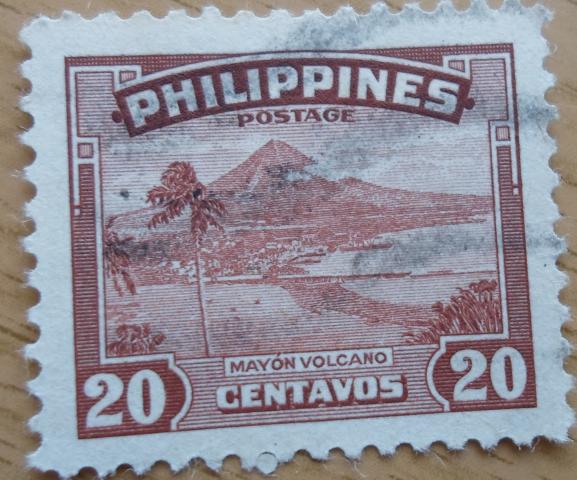 PHILIPPINES
POSTAGE
MAYÓN VOLCANO
20 CENTAVOS 20